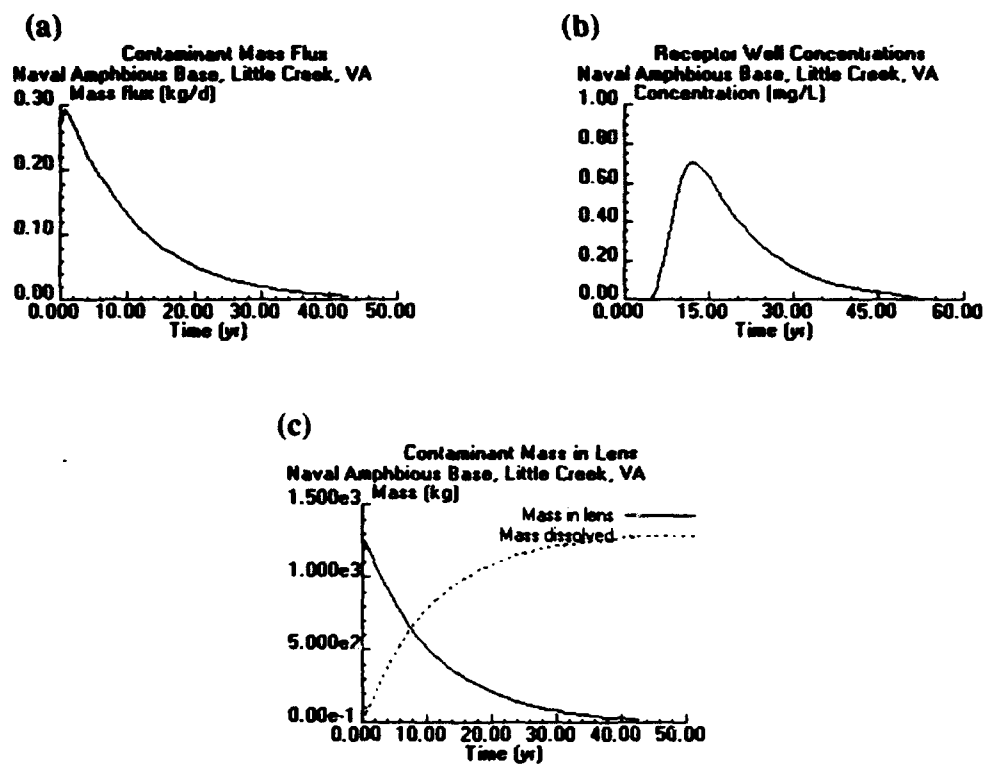 (a)
Contaminant Mass Flux
Naval Amphbious Base, Little Creek, VA
Mass flux (kg/d)
0.30
0.20
0.10
0.00
0.000 10.00 20.00 30.00 40.00 50.00
Time (yr)
(b)
Receptor Well Concentrations
Naval Amphbious Base, Little Creek, VA
Concentration (mg/L)
1.00
0.80
0.60
0.40
0.20
0.00
0.000 15.00 30.00 45.00 60.00
Time (yr)
(c)
Contaminant Mass in Lens
Naval Amphbious Base, Little Creek, VA
Mass (kg)
1.500e3
1.000e3
5.000e2
0.00e-1
Mass in lens
Mass dissolved
0.000 10.00 20.00 30.00 40.00 50.00
Time (yr)